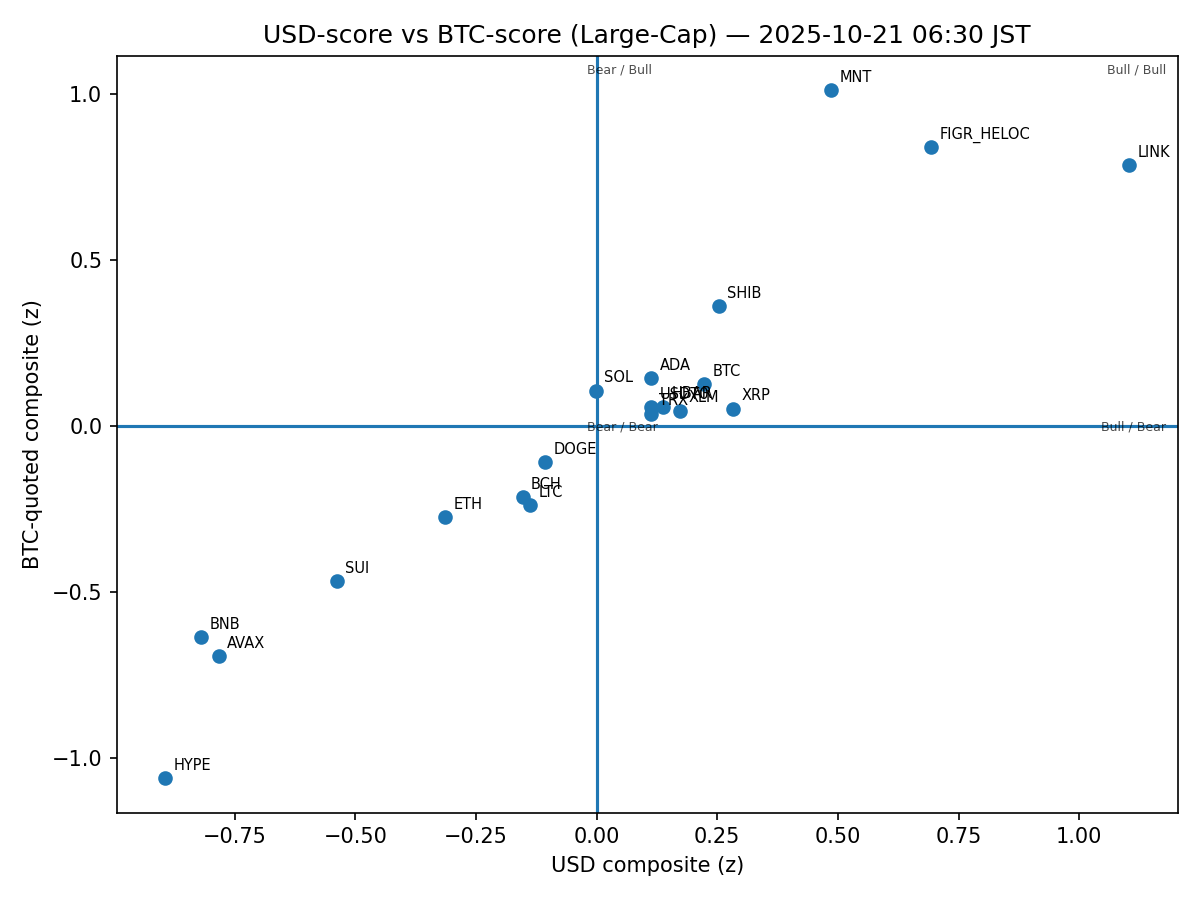 USD-score vs BTC-score (Large-Cap) — 2025-10-21 06:30 JST
Bear / Bull
Bull / Bull
MNT
FIGR_HELOC
LINK
SHIB
ADA
SOL
BTC
XRP
TRX
XLM
Bear / Bear
Bull / Bear
DOGE
BCH
LTC
ETH
SUI
BNB
AVAX
HYPE
1.0
0.5
0.0
−0.5
−1.0
BTC-quoted composite (z)
−0.75
−0.50
−0.25
0.00
0.25
0.50
0.75
1.00
USD composite (z)